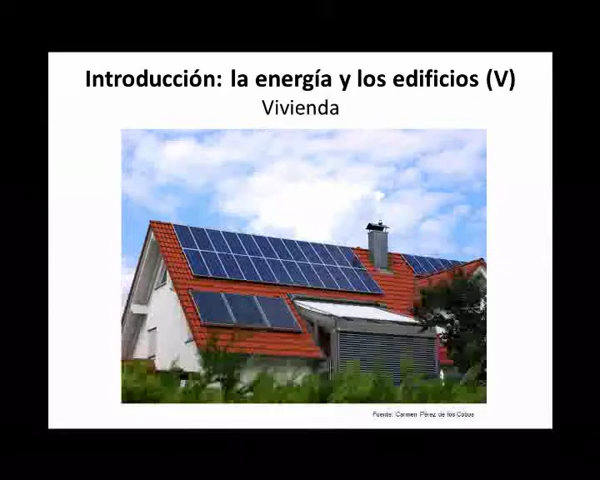 Introducción: la energía y los edificios (V)
Vivienda
Fuente: Carmen Pérez de los Cobos